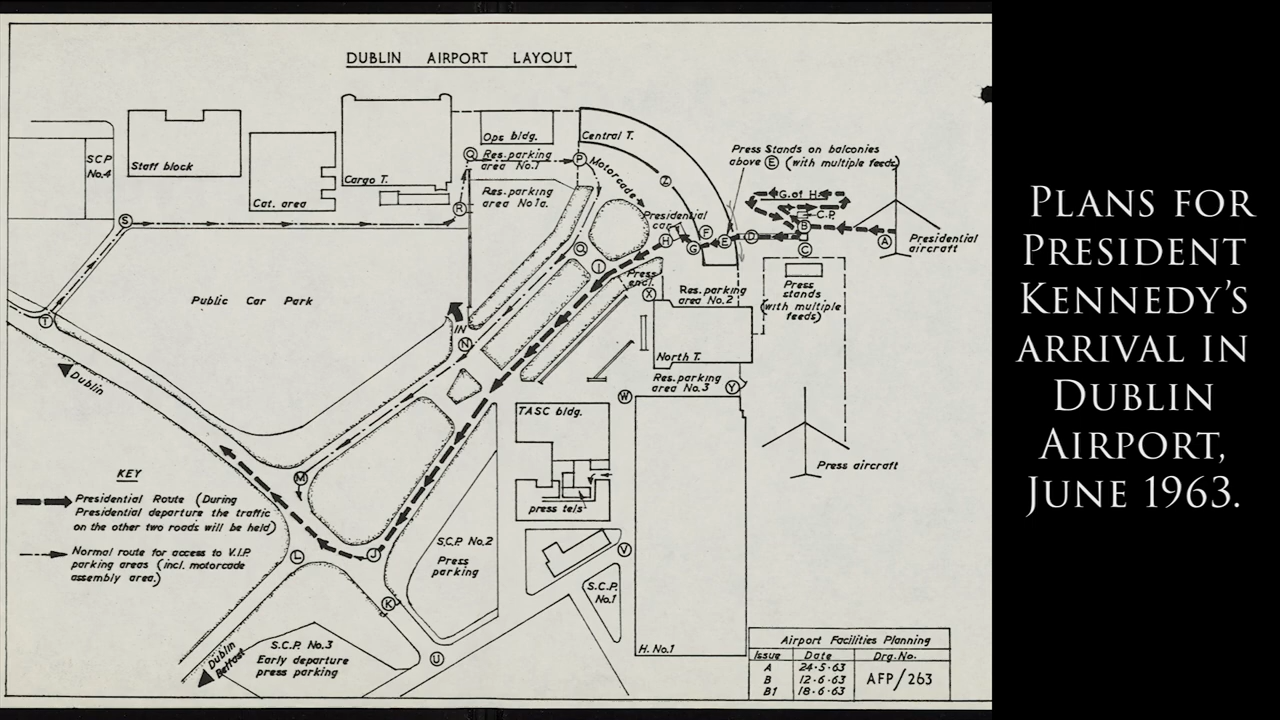 DUBLIN AIRPORT LAYOUT
Staff block
SCP
No.4
Cat. area
Cargo T.
Ops bldg.
Central T.
Q
Res. parking
area No.1
P
Motorcade
Res. parking
area No.1a.
R
S
Z
Press Stands on balconies
above E (with multiple feeds)
G. of H.
C.P.
Presidential
car
H
G
F
E
D
B
C
A
Presidential
aircraft
Q
I
Press
encl.
X
Res. parking
area No.2
Press
stands
(with multiple
feeds)
Public Car Park
IN
N
T
Dublin
North T.
Res. parking
area No.3
Y
W
TASC bldg.
press tels
Press aircraft
M
KEY
Presidential Route (During
Presidential departure the traffic
on the other two roads will be held)
Normal route for access to V.I.P.
parking areas (incl. motorcade
assembly area.)
L
J
K
S.C.P. No.2
Press
parking
V
S.C.P.
No.1
U
S.C.P. No.3
Early departure
press parking
Dublin
Belfast
H. No.1
Airport Facilities Planning
Issue Date Drg. No.
A 24·5·63 AFP/263
B 12·6·63
B1 18·6·63
Plans for
President
Kennedy's
arrival in
Dublin
Airport,
June 1963.